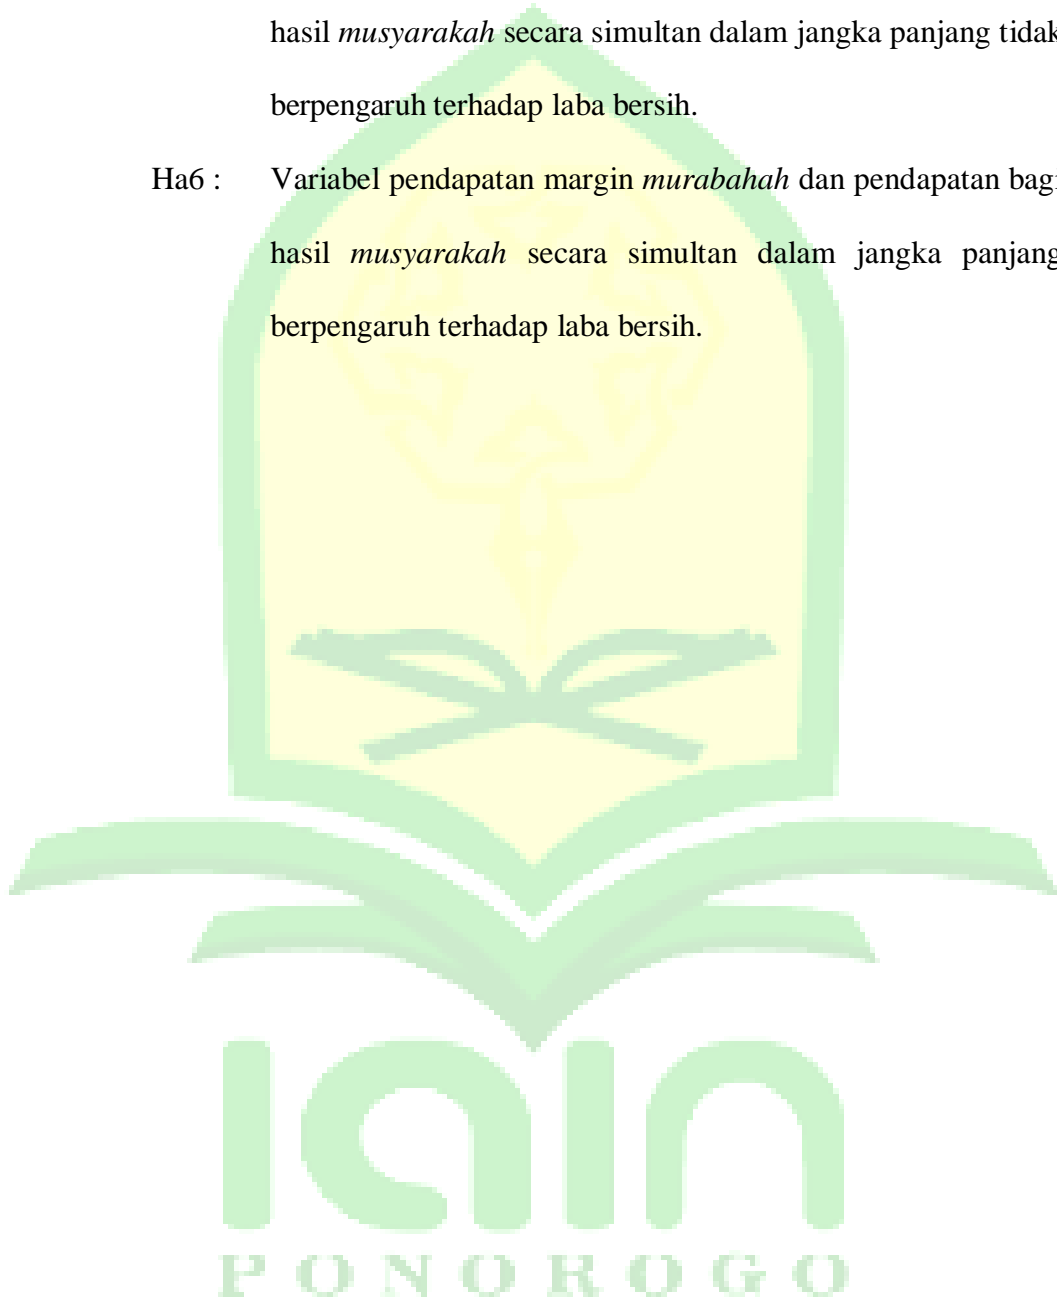 hasil musyarakah secara simultan dalam jangka panjang tidak
berpengaruh terhadap laba bersih.
Ha6 : Variabel pendapatan margin murabahah dan pendapatan bagi
hasil musyarakah secara simultan dalam jangka panjang
berpengaruh terhadap laba bersih.
iain
PONOROGO